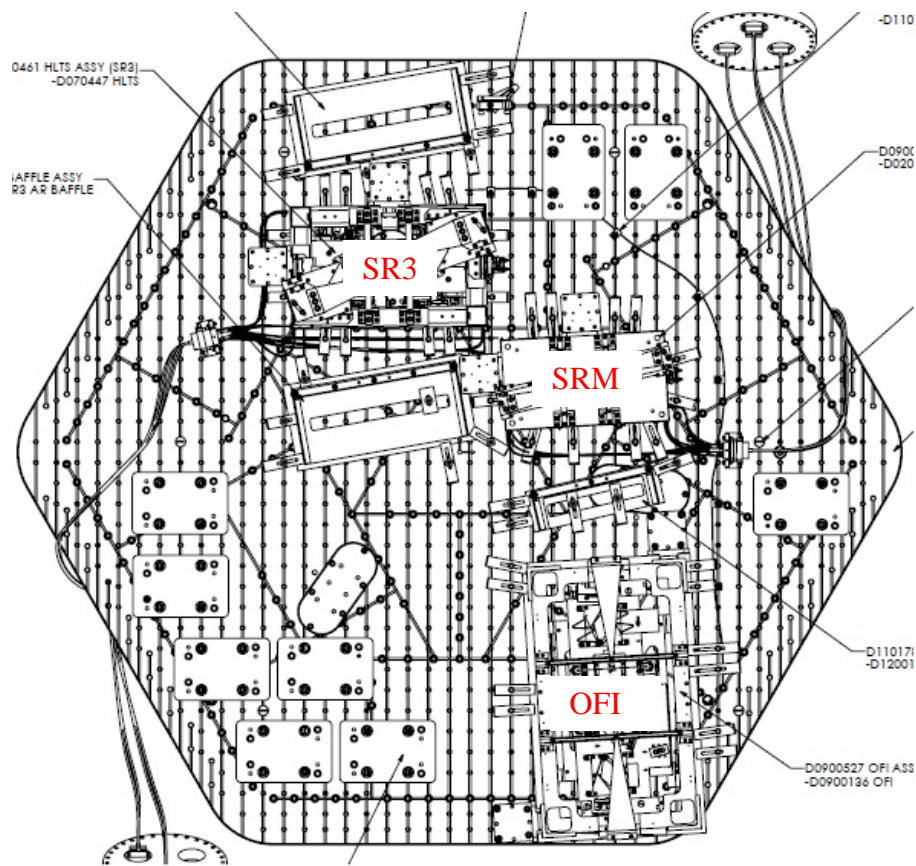 -D110
0461 HLTS ASSY (SR3)
-D070447 HLTS
D0900
-D020
BAFFLE ASSY
R3 AR BAFFLE
SR3
SRM
D110178
-D12001
OFI
D0900527 OFI ASS
-D0900136 OFI